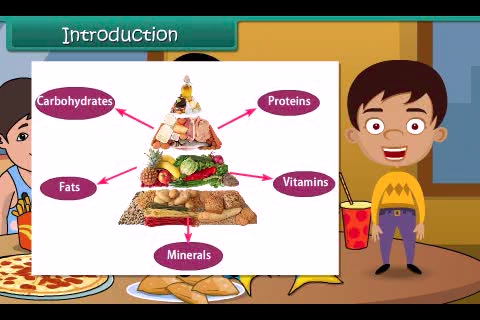 Introduction
Carbohydrates
Proteins
Fats
Vitamins
Minerals